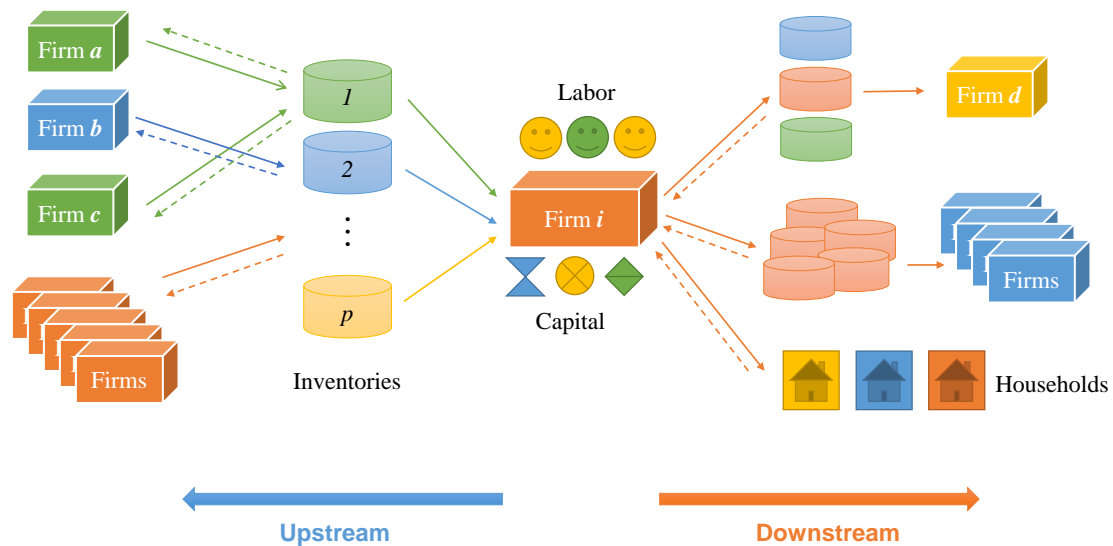 Firm a
Firm b
Firm c
Firms
1
2
p
Inventories
Labor
Firm i
Capital
Firm d
Firms
Households
Upstream
Downstream